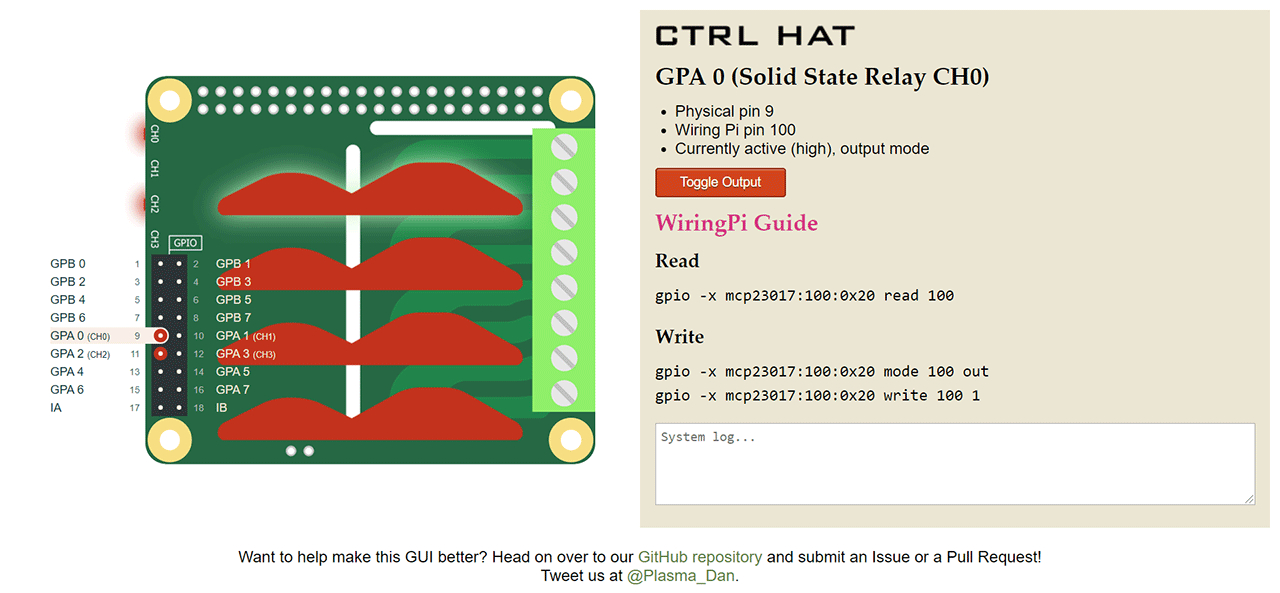 CH0
CH1
CH2
CH3
GPIO
GPB 0 1 2 GPB 1
GPB 2 3 4 GPB 3
GPB 4 5 6 GPB 5
GPB 6 7 8 GPB 7
GPA 0 (CH0) 9 10 GPA 1 (CH1)
GPA 2 (CH2) 11 12 GPA 3 (CH3)
GPA 4 13 14 GPA 5
GPA 6 15 16 GPA 7
IA 17 18 IB
CTRL HAT
GPA 0 (Solid State Relay CH0)
• Physical pin 9
• Wiring Pi pin 100
• Currently active (high), output mode
Toggle Output
WiringPi Guide
Read
gpio -x mcp23017:100:0x20 read 100
Write
gpio -x mcp23017:100:0x20 mode 100 out
gpio -x mcp23017:100:0x20 write 100 1
System log...
Want to help make this GUI better? Head on over to our GitHub repository and submit an Issue or a Pull Request!
Tweet us at @Plasma_Dan.